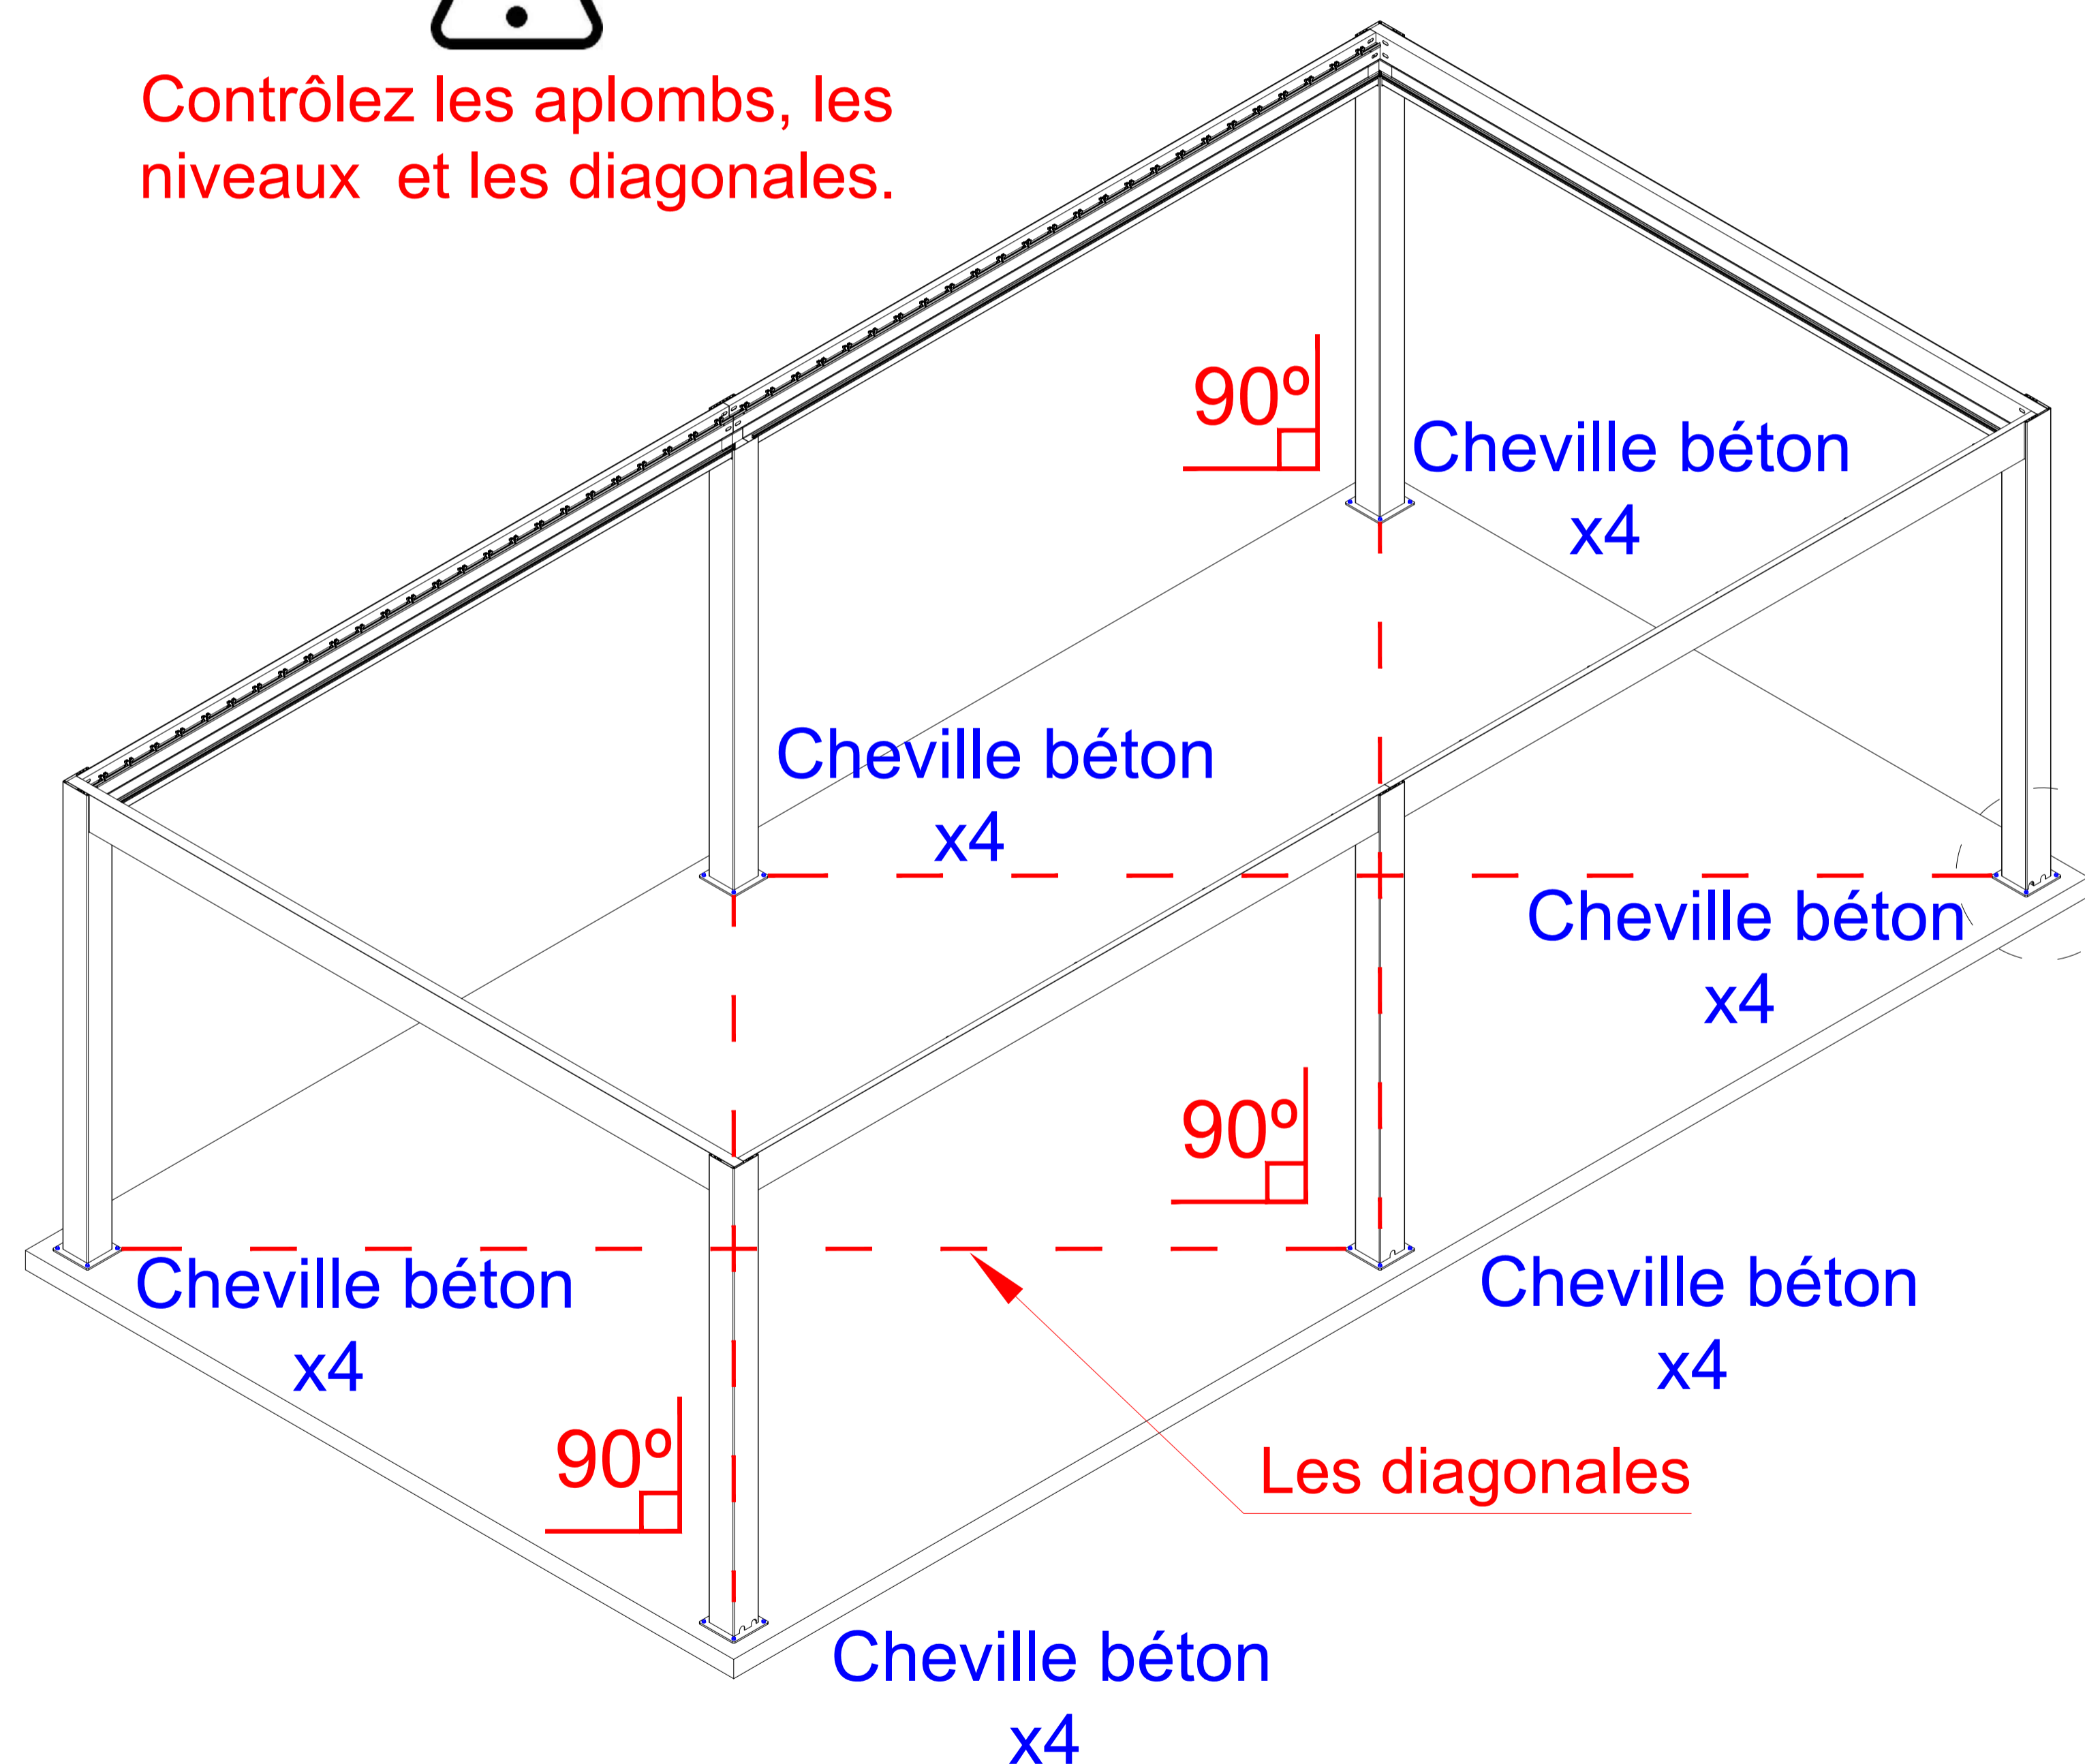 Contrôlez les aplombs, les
niveaux et les diagonales.
90º
Cheville béton
x4
Cheville béton
x4
Cheville béton
x4
90º
Cheville béton
x4
Cheville béton
x4
90º
Les diagonales
Cheville béton
x4